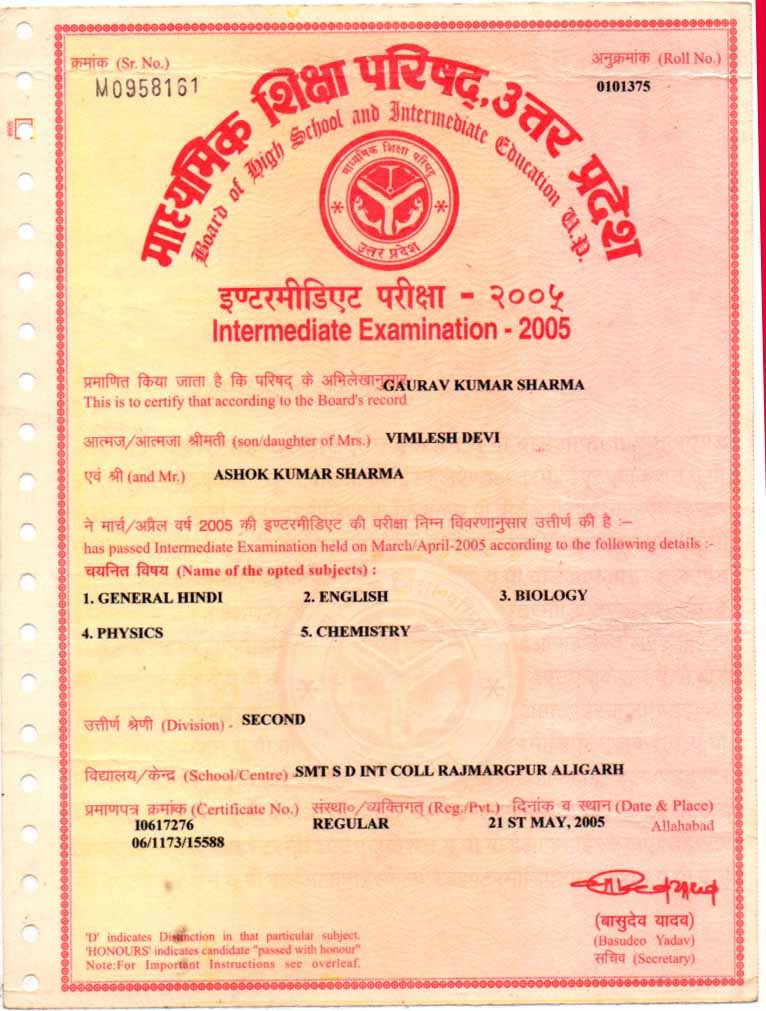 क्रमांक (Sr. No.)
M0958161
अनुक्रमांक (Roll No.)
0101375
माध्यमिक शिक्षा परिषद्, उत्तर प्रदेश
Board of High School and Intermediate Education U.P.
माध्यमिक शिक्षा परिषद्
उत्तर प्रदेश
इण्टरमीडिएट परीक्षा - २००५
Intermediate Examination - 2005
प्रमाणित किया जाता है कि परिषद् के अभिलेखानुसार GAURAV KUMAR SHARMA
This is to certify that according to the Board's record
आत्मज/आत्मजा श्रीमती (son/daughter of Mrs.) VIMLESH DEVI
एवं श्री (and Mr.) ASHOK KUMAR SHARMA
ने मार्च/अप्रैल वर्ष 2005 की इण्टरमीडिएट की परीक्षा निम्न विवरणानुसार उत्तीर्ण की है :–
has passed Intermediate Examination held on March/April-2005 according to the following details :-
चयनित विषय (Name of the opted subjects) :
1. GENERAL HINDI 2. ENGLISH 3. BIOLOGY
4. PHYSICS 5. CHEMISTRY
उत्तीर्ण श्रेणी (Division) - SECOND
विद्यालय/केन्द्र (School/Centre) SMT S D INT COLL RAJMARGPUR ALIGARH
प्रमाणपत्र क्रमांक (Certificate No.) संस्था०/व्यक्तिगत् (Reg./Pvt.) दिनांक व स्थान (Date & Place)
10617276 REGULAR 21 ST MAY, 2005 Allahabad
06/1173/15588
(बासुदेव यादव)
(Basudeo Yadav)
सचिव (Secretary)
'D' indicates Distinction in that particular subject.
'HONOURS' indicates candidate "passed with honour"
Note:For Important Instructions see overleaf.